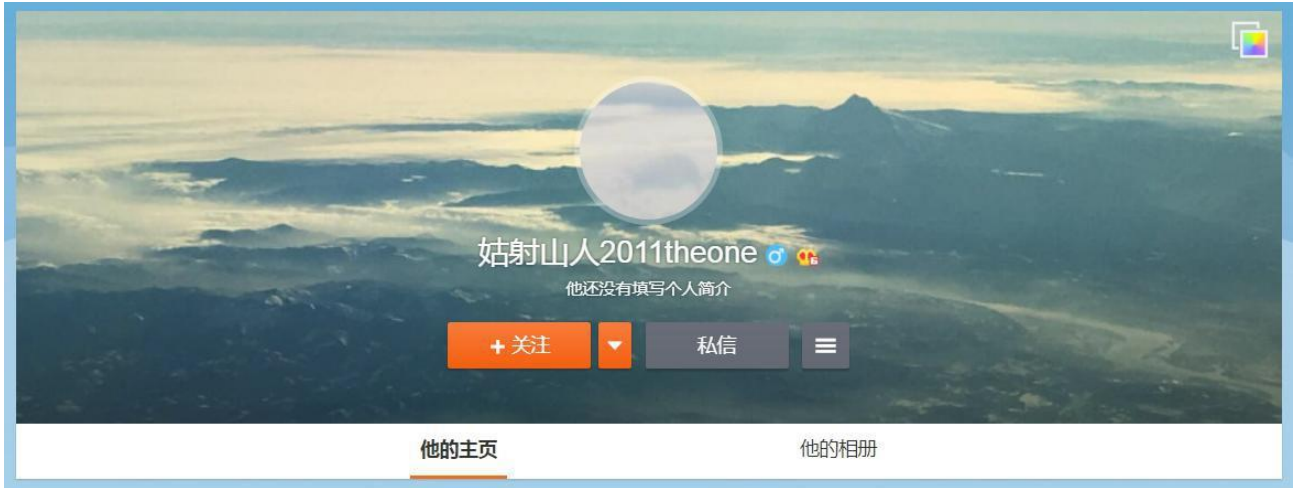 姑射山人2011theone
他还没有填写个人简介
+关注
私信
他的主页
他的相册